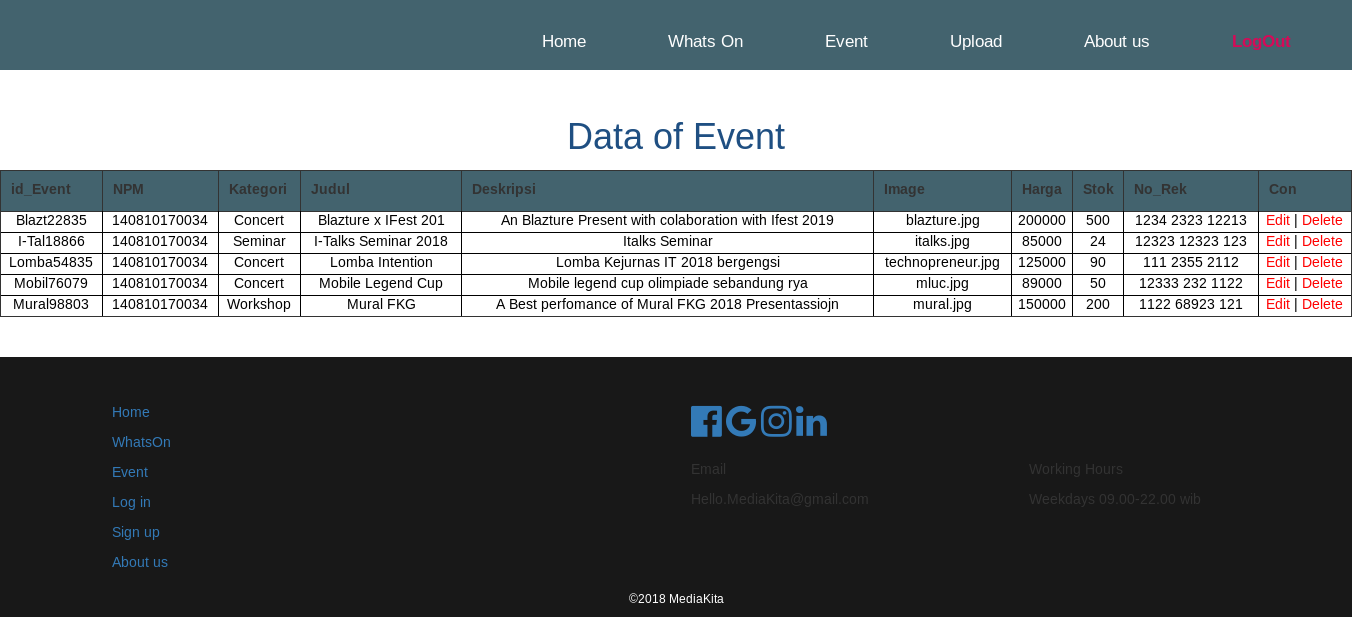 Home Whats On Event Upload About us LogOut
Data of Event
id_Event NPM Kategori Judul Deskripsi Image Harga Stok No_Rek Con
Blazt22835 140810170034 Concert Blazture x IFest 201 An Blazture Present with colaboration with Ifest 2019 blazture.jpg 200000 500 1234 2323 12213 Edit | Delete
I-Tal18866 140810170034 Seminar I-Talks Seminar 2018 Italks Seminar italks.jpg 85000 24 12323 12323 123 Edit | Delete
Lomba54835 140810170034 Concert Lomba Intention Lomba Kejurnas IT 2018 bergengsi technopreneur.jpg 125000 90 111 2355 2112 Edit | Delete
Mobil76079 140810170034 Concert Mobile Legend Cup Mobile legend cup olimpiade sebandung rya mluc.jpg 89000 50 12333 232 1122 Edit | Delete
Mural98803 140810170034 Workshop Mural FKG A Best perfomance of Mural FKG 2018 Presentassiojn mural.jpg 150000 200 1122 68923 121 Edit | Delete
Home
WhatsOn
Event
Log in
Sign up
About us
Email Working Hours
Hello.MediaKita@gmail.com Weekdays 09.00-22.00 wib
©2018 MediaKita